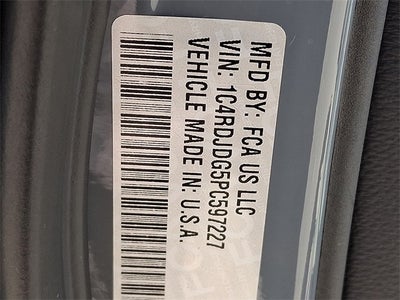 MFD BY: FCA US LLC
VIN: 1C4RDJDG5PC597227
VEHICLE MADE IN: U.S.A.